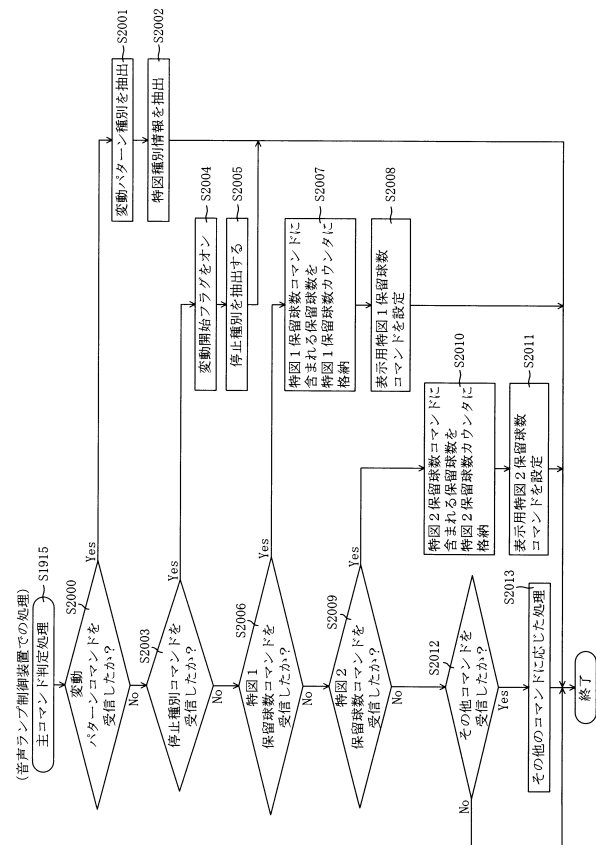 (音声ランプ制御装置での処理)
主コマンド判定処理
S1915
S2000
変動
パターンコマンドを
受信したか?
Yes
No
変動パターン種別を抽出
S2001
特図種別情報を抽出
S2002
S2003
停止種別コマンドを
受信したか?
Yes
No
変動開始フラグをオン
S2004
停止種別を抽出する
S2005
S2006
特図1
保留球数コマンドを
受信したか?
Yes
No
特図1保留球数コマンドに
含まれる保留球数を
特図1保留球数カウンタに
格納
S2007
表示用特図1保留球数
コマンドを設定
S2008
S2009
特図2
保留球数コマンドを
受信したか?
Yes
No
特図2保留球数コマンドに
含まれる保留球数を
特図2保留球数カウンタに
格納
S2010
表示用特図2保留球数
コマンドを設定
S2011
S2012
その他コマンドを
受信したか?
No
Yes
S2013
その他のコマンドに応じた処理
終了